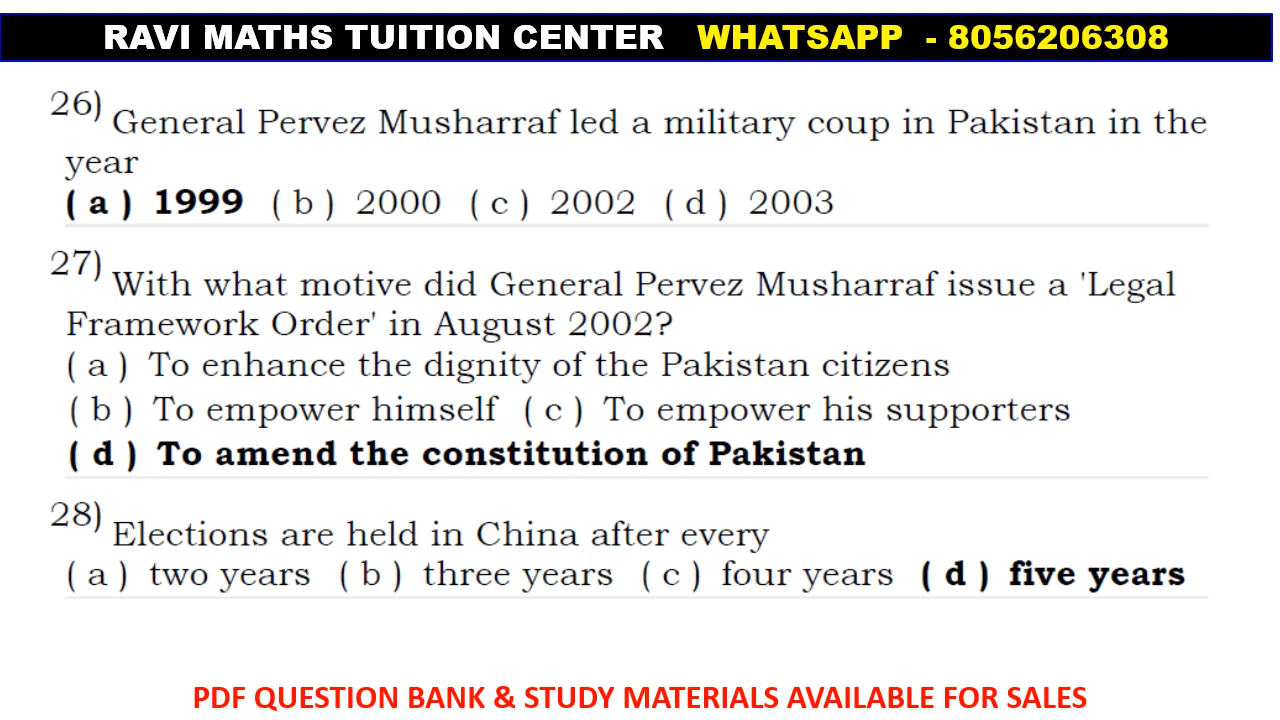 RAVI MATHS TUITION CENTER WHATSAPP - 8056206308
26) General Pervez Musharraf led a military coup in Pakistan in the
year
( a ) 1999 ( b ) 2000 ( c ) 2002 ( d ) 2003
27) With what motive did General Pervez Musharraf issue a 'Legal
Framework Order' in August 2002?
( a ) To enhance the dignity of the Pakistan citizens
( b ) To empower himself ( c ) To empower his supporters
( d ) To amend the constitution of Pakistan
28) Elections are held in China after every
( a ) two years ( b ) three years ( c ) four years ( d ) five years
PDF QUESTION BANK & STUDY MATERIALS AVAILABLE FOR SALES